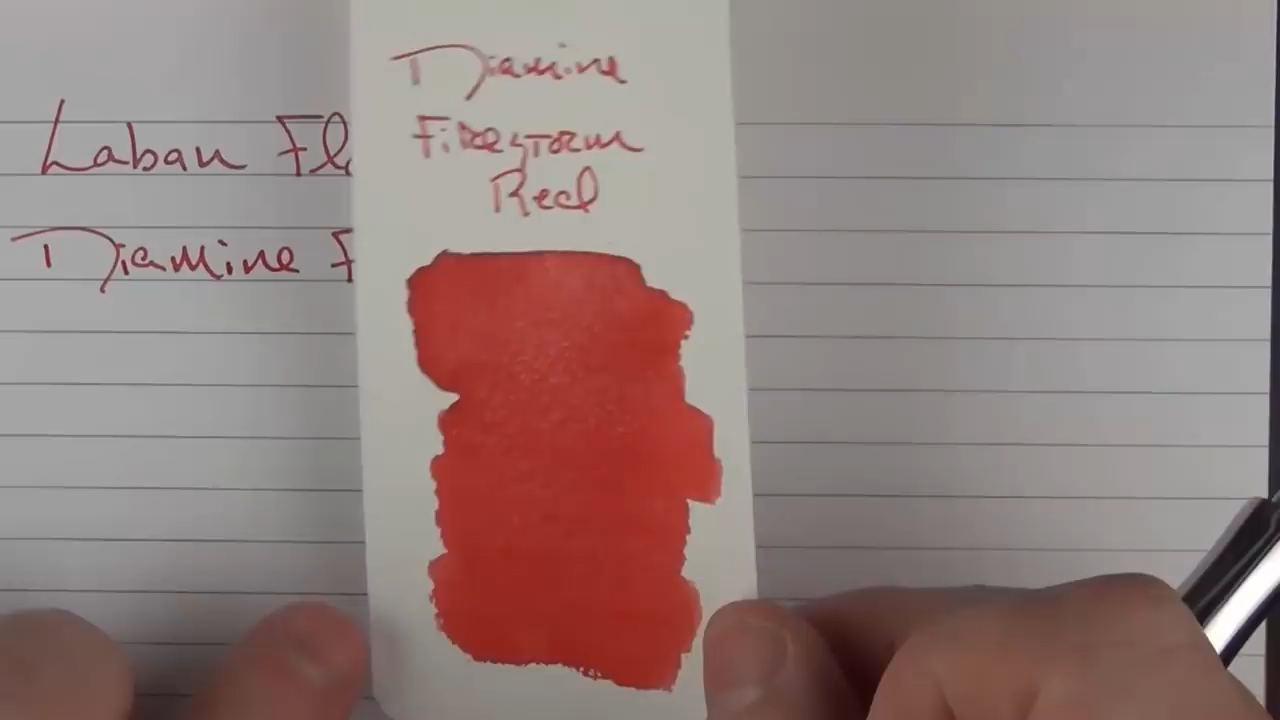 Diamine
Firestorm
Red
Laban Fl
Diamine F